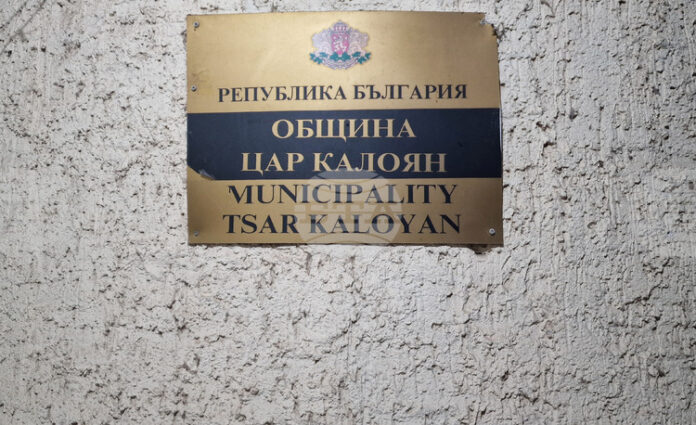 РЕПУБЛИКА БЪЛГАРИЯ
ОБЩИНА
ЦАР КАЛОЯН
MUNICIPALITY
TSAR KALOYAN